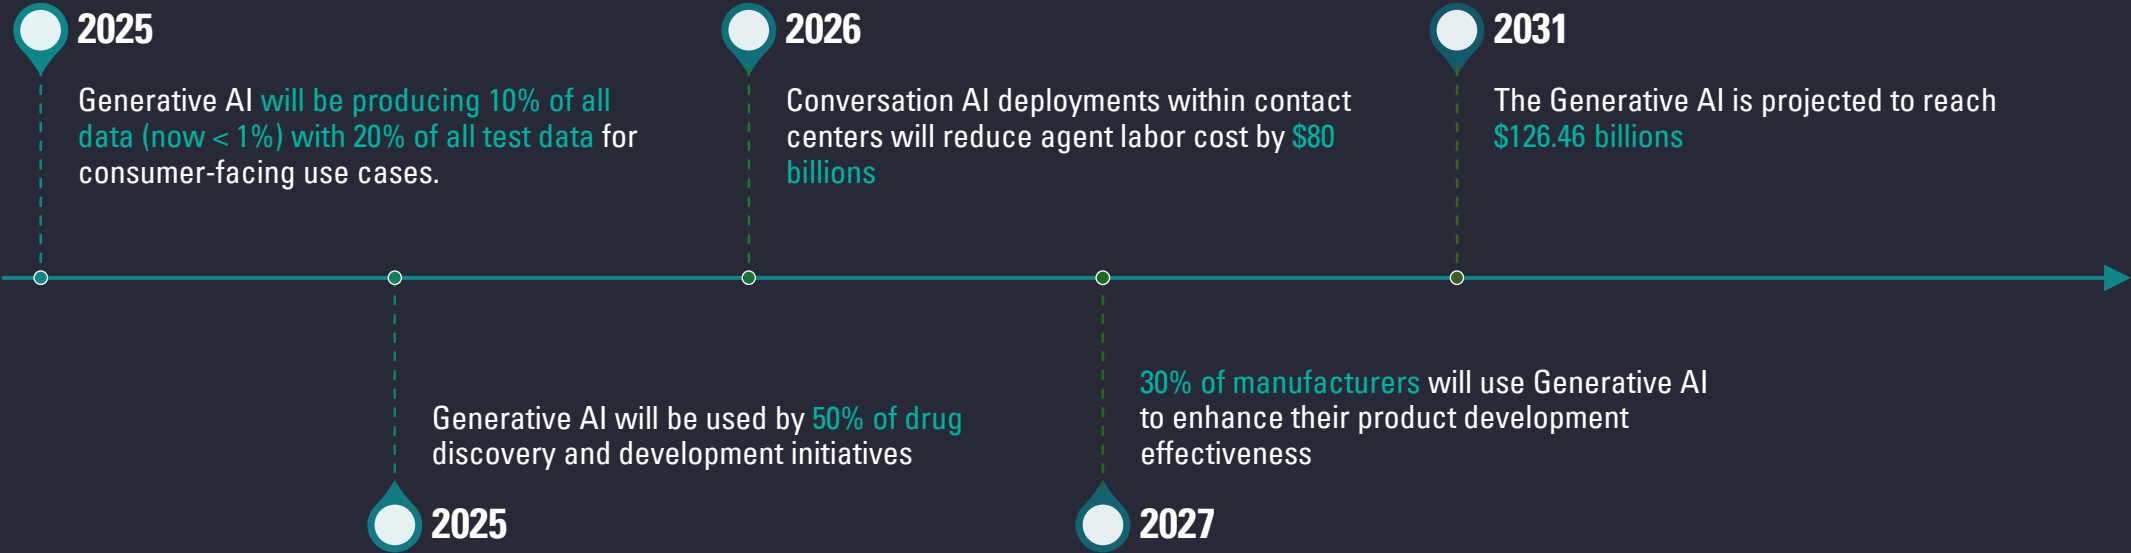 2025
Generative AI will be producing 10% of all
data (now < 1%) with 20% of all test data for
consumer-facing use cases.
Generative AI will be used by 50% of drug
discovery and development initiatives
2025
2026
Conversation AI deployments within contact
centers will reduce agent labor cost by $80
billions
30% of manufacturers will use Generative AI
to enhance their product development
effectiveness
2027
2031
The Generative AI is projected to reach
$126.46 billions